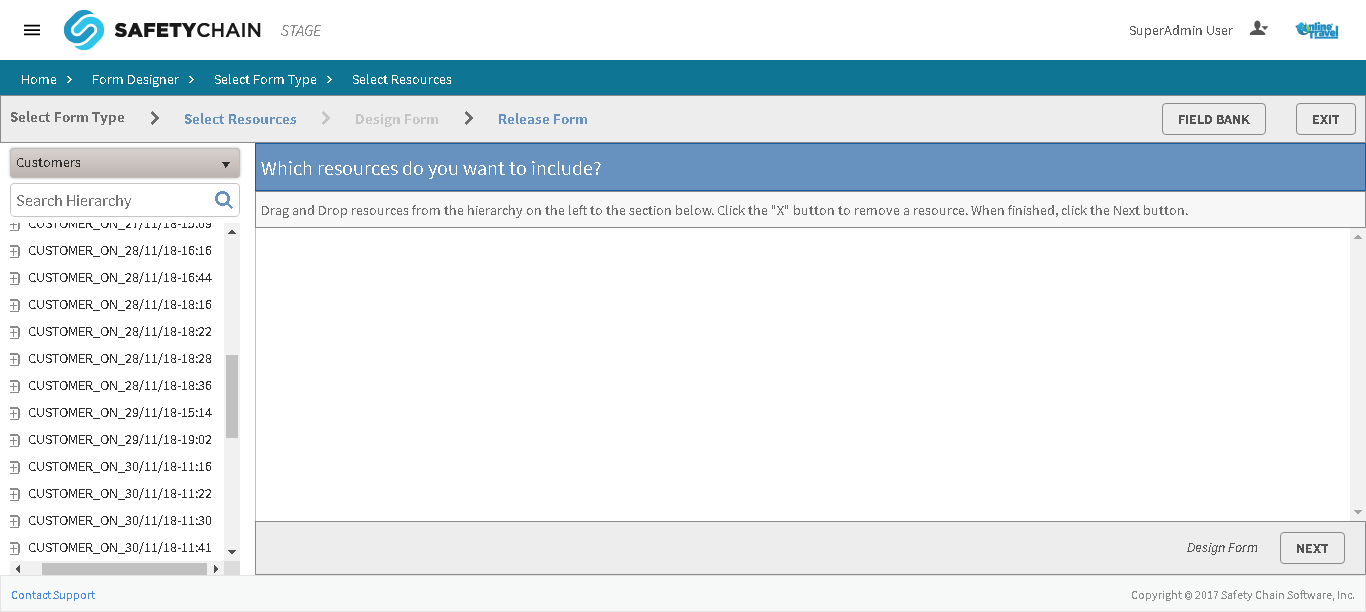 SAFETYCHAIN STAGE
SuperAdmin User
Online Travel
Home > Form Designer > Select Form Type > Select Resources
Select Form Type > Select Resources > Design Form > Release Form
FIELD BANK
EXIT
Customers
Search Hierarchy
Which resources do you want to include?
Drag and Drop resources from the hierarchy on the left to the section below. Click the "X" button to remove a resource. When finished, click the Next button.
CUSTOMER_ON_27/11/18-15:09
CUSTOMER_ON_28/11/18-16:16
CUSTOMER_ON_28/11/18-16:44
CUSTOMER_ON_28/11/18-18:16
CUSTOMER_ON_28/11/18-18:22
CUSTOMER_ON_28/11/18-18:28
CUSTOMER_ON_28/11/18-18:36
CUSTOMER_ON_29/11/18-15:14
CUSTOMER_ON_29/11/18-19:02
CUSTOMER_ON_30/11/18-11:16
CUSTOMER_ON_30/11/18-11:22
CUSTOMER_ON_30/11/18-11:30
CUSTOMER_ON_30/11/18-11:41
Design Form
NEXT
Contact Support
Copyright © 2017 Safety Chain Software, Inc.